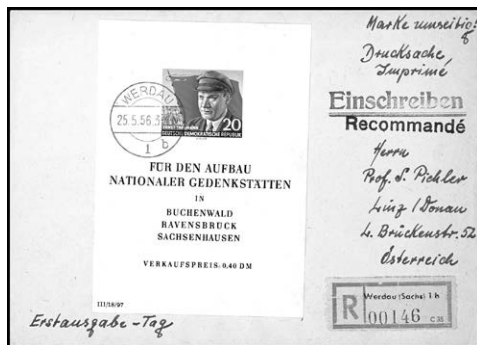 Marke umseitig!
Drucksache,
Imprimé
WERDAU
25.5.56.
1 b
20
DEUTSCHE DEMOKRATISCHE REPUBLIK
Einschreiben
Recommandé
FÜR DEN AUFBAU
NATIONALER GEDENKSTÄTTEN
IN
BUCHENWALD
RAVENSBRÜCK
SACHSENHAUSEN
VERKAUFSPREIS: 0,40 DM
III/18/97
Herrn
Prof. S. Pichler
Linz / Donau
L. Brückenstr. 52
Österreich
R
Werdau (Sachs) 1 b
00146
Erstausgabe-Tag